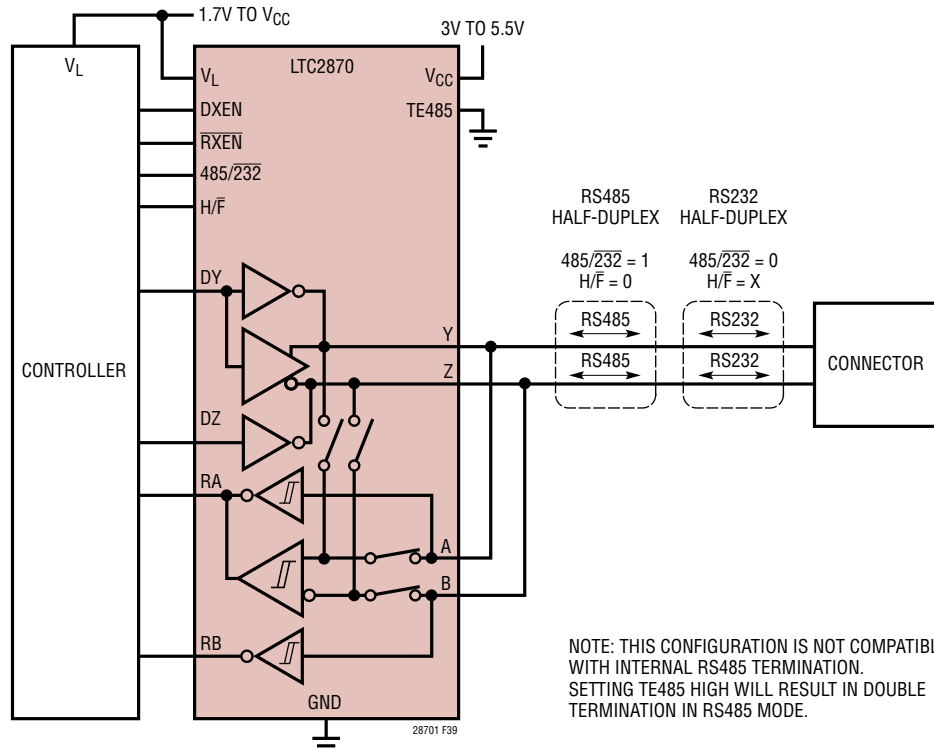 1.7V TO VCC
3V TO 5.5V
VL
LTC2870
VL
VCC
DXEN
TE485
RXEN
485/232
H/F
RS485
HALF-DUPLEX
485/232 = 1
H/F = 0
RS232
HALF-DUPLEX
485/232 = 0
H/F = X
DY
Y
RS485
RS232
CONTROLLER
Z
RS485
RS232
CONNECTOR
DZ
RA
A
B
RB
GND
28701 F39
NOTE: THIS CONFIGURATION IS NOT
WITH INTERNAL RS485 TERMINATION.
SETTING TE485 HIGH WILL RESULT IN DOUBLE
TERMINATION IN RS485 MODE.